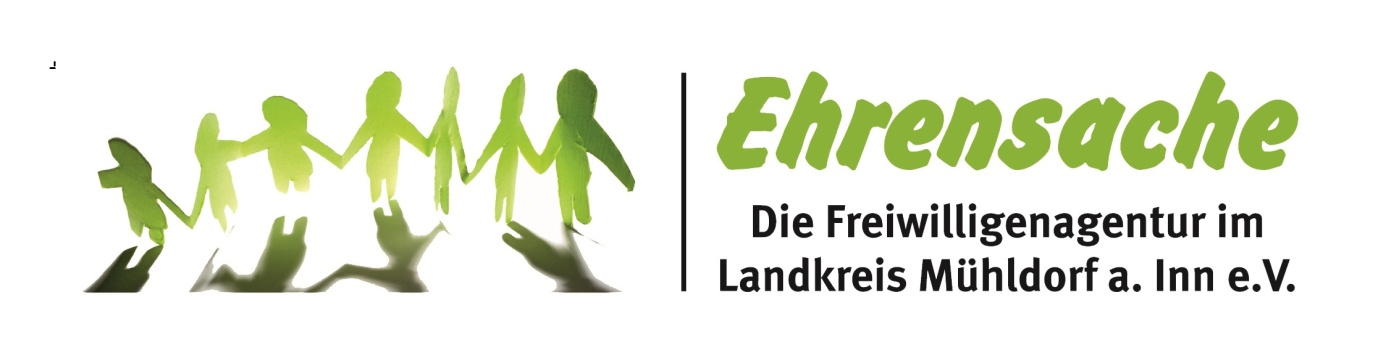 Ehrensache
Die Freiwilligenagentur im
Landkreis Mühldorf a. Inn e.V.